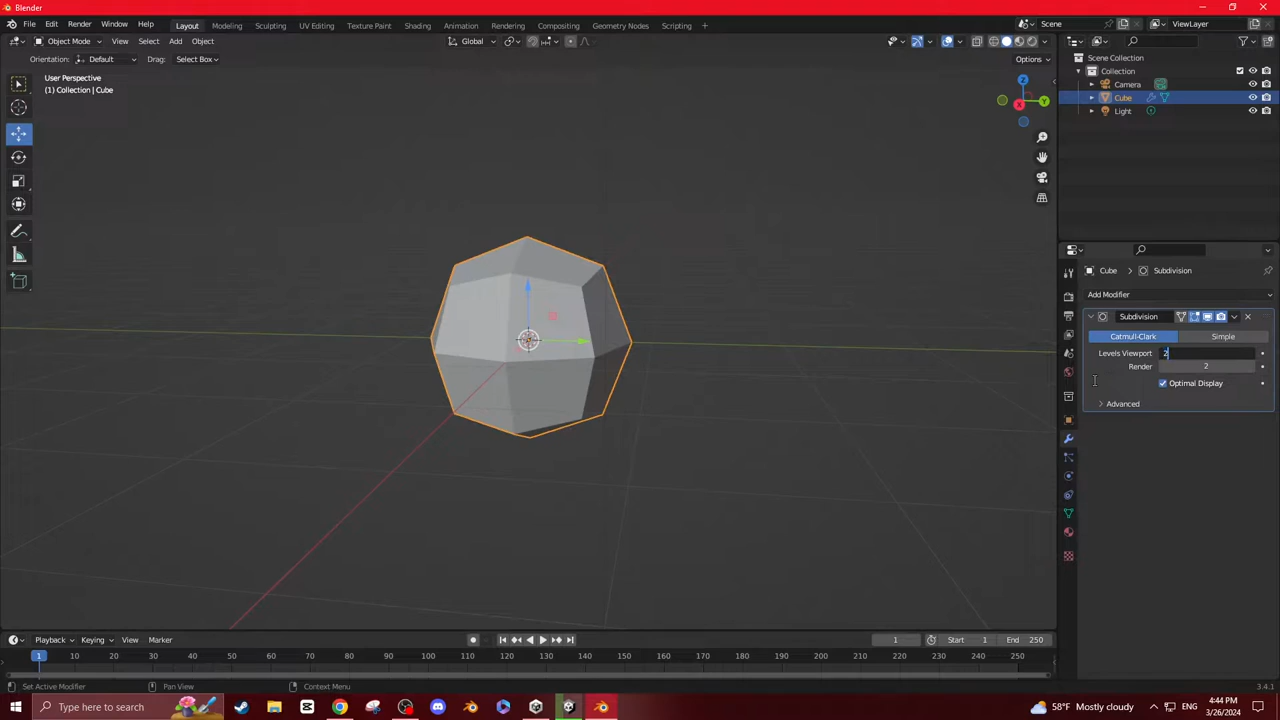 Blender
File Edit Render Window Help Layout Modeling Sculpting UV Editing Texture Paint Shading Animation Rendering Compositing Geometry Nodes Scripting + Scene ViewLayer
Object Mode View Select Add Object Global
Orientation: Default Drag: Select Box Options
User Perspective
(1) Collection | Cube
Z
Y
X
Scene Collection
Collection
Camera
Cube
Light
Cube > Subdivision
Add Modifier
Subdivision
Catmull-Clark Simple
Levels Viewport 2
Render 2
Optimal Display
Advanced
Playback Keying View Marker 1 Start 1 End 250
1 10 20 30 40 50 60 70 80 90 100 110 120 130 140 150 160 170 180 190 200 210 220 230 240 250
Set Active Modifier Pan View Context Menu 3.4.1
Type here to search 58°F Mostly cloudy 4:44 PM
3/26/2024